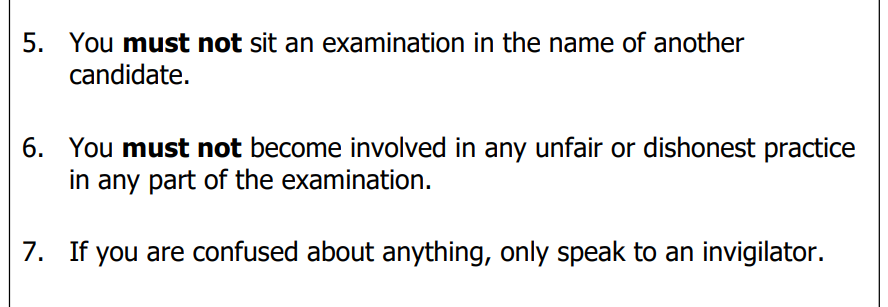 5. You must not sit an examination in the name of another
candidate.
6. You must not become involved in any unfair or dishonest practice
in any part of the examination.
7. If you are confused about anything, only speak to an invigilator.